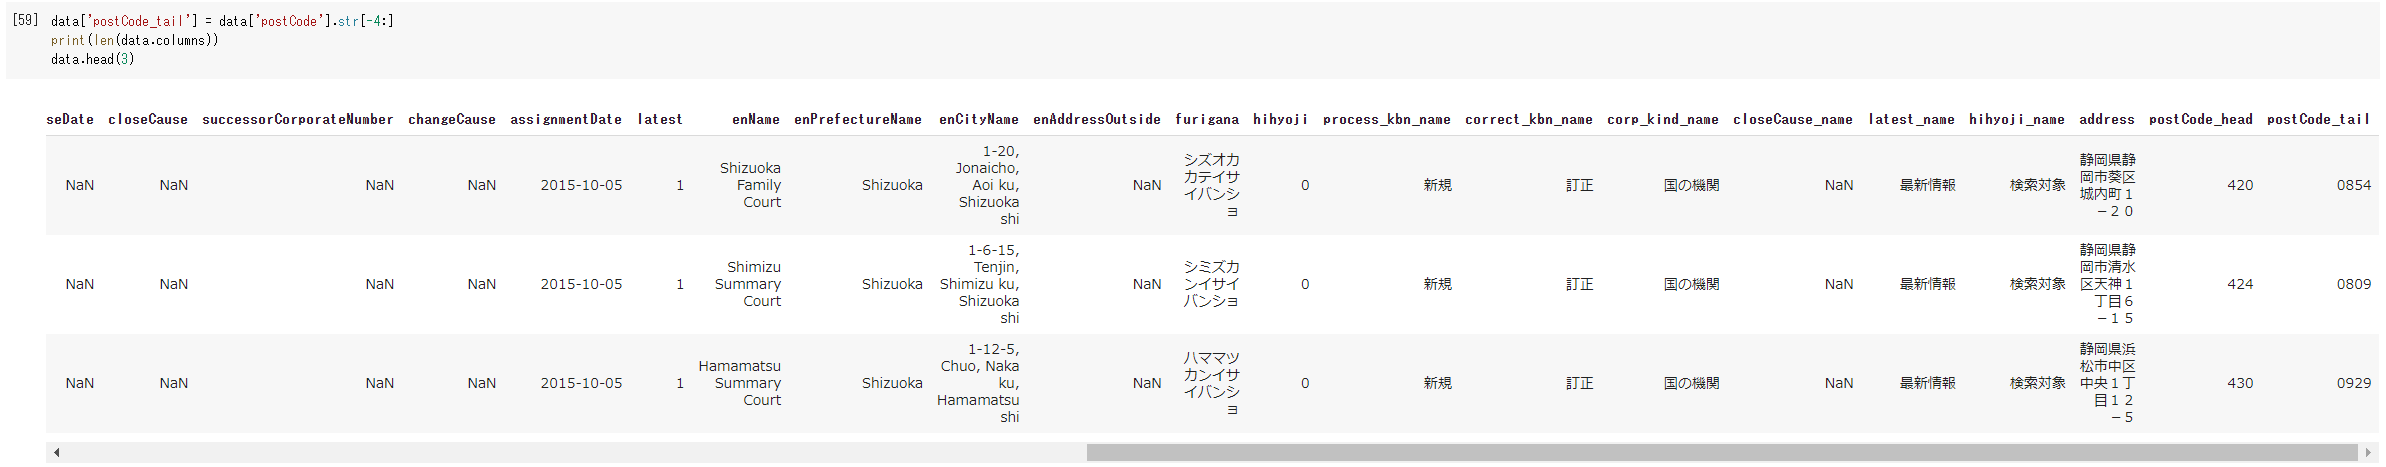 [59] data['postCode_tail'] = data['postCode'].str[-4:]
print(len(data.columns))
data.head(3)
seDate closeCause successorCorporateNumber changeCause assignmentDate latest enName enPrefectureName enCityName enAddressOutside furigana hihyoji process_kbn_name correct_kbn_name corp_kind_name closeCause_name latest_name hihyoji_name address postCode_head postCode_tail
NaN NaN NaN NaN 2015-10-05 1 Shizuoka Family Court Shizuoka 1-20, Jonaicho, Aoi ku, Shizuoka shi NaN シズオカカテイサイバンショ 0 新規 訂正 国の機関 NaN 最新情報 検索対象 静岡県静岡市葵区城内町１－２０ 420 0854
NaN NaN NaN NaN 2015-10-05 1 Shimizu Summary Court Shizuoka 1-6-15, Tenjin, Shimizu ku, Shizuoka shi NaN シミズカンイサイバンショ 0 新規 訂正 国の機関 NaN 最新情報 検索対象 静岡県静岡市清水区天神１丁目６－１５ 424 0809
NaN NaN NaN NaN 2015-10-05 1 Hamamatsu Summary Court Shizuoka 1-12-5, Chuo, Naka ku, Hamamatsu shi NaN ハママツカンイサイバンショ 0 新規 訂正 国の機関 NaN 最新情報 検索対象 静岡県浜松市中区中央１丁目１２－５ 430 0929